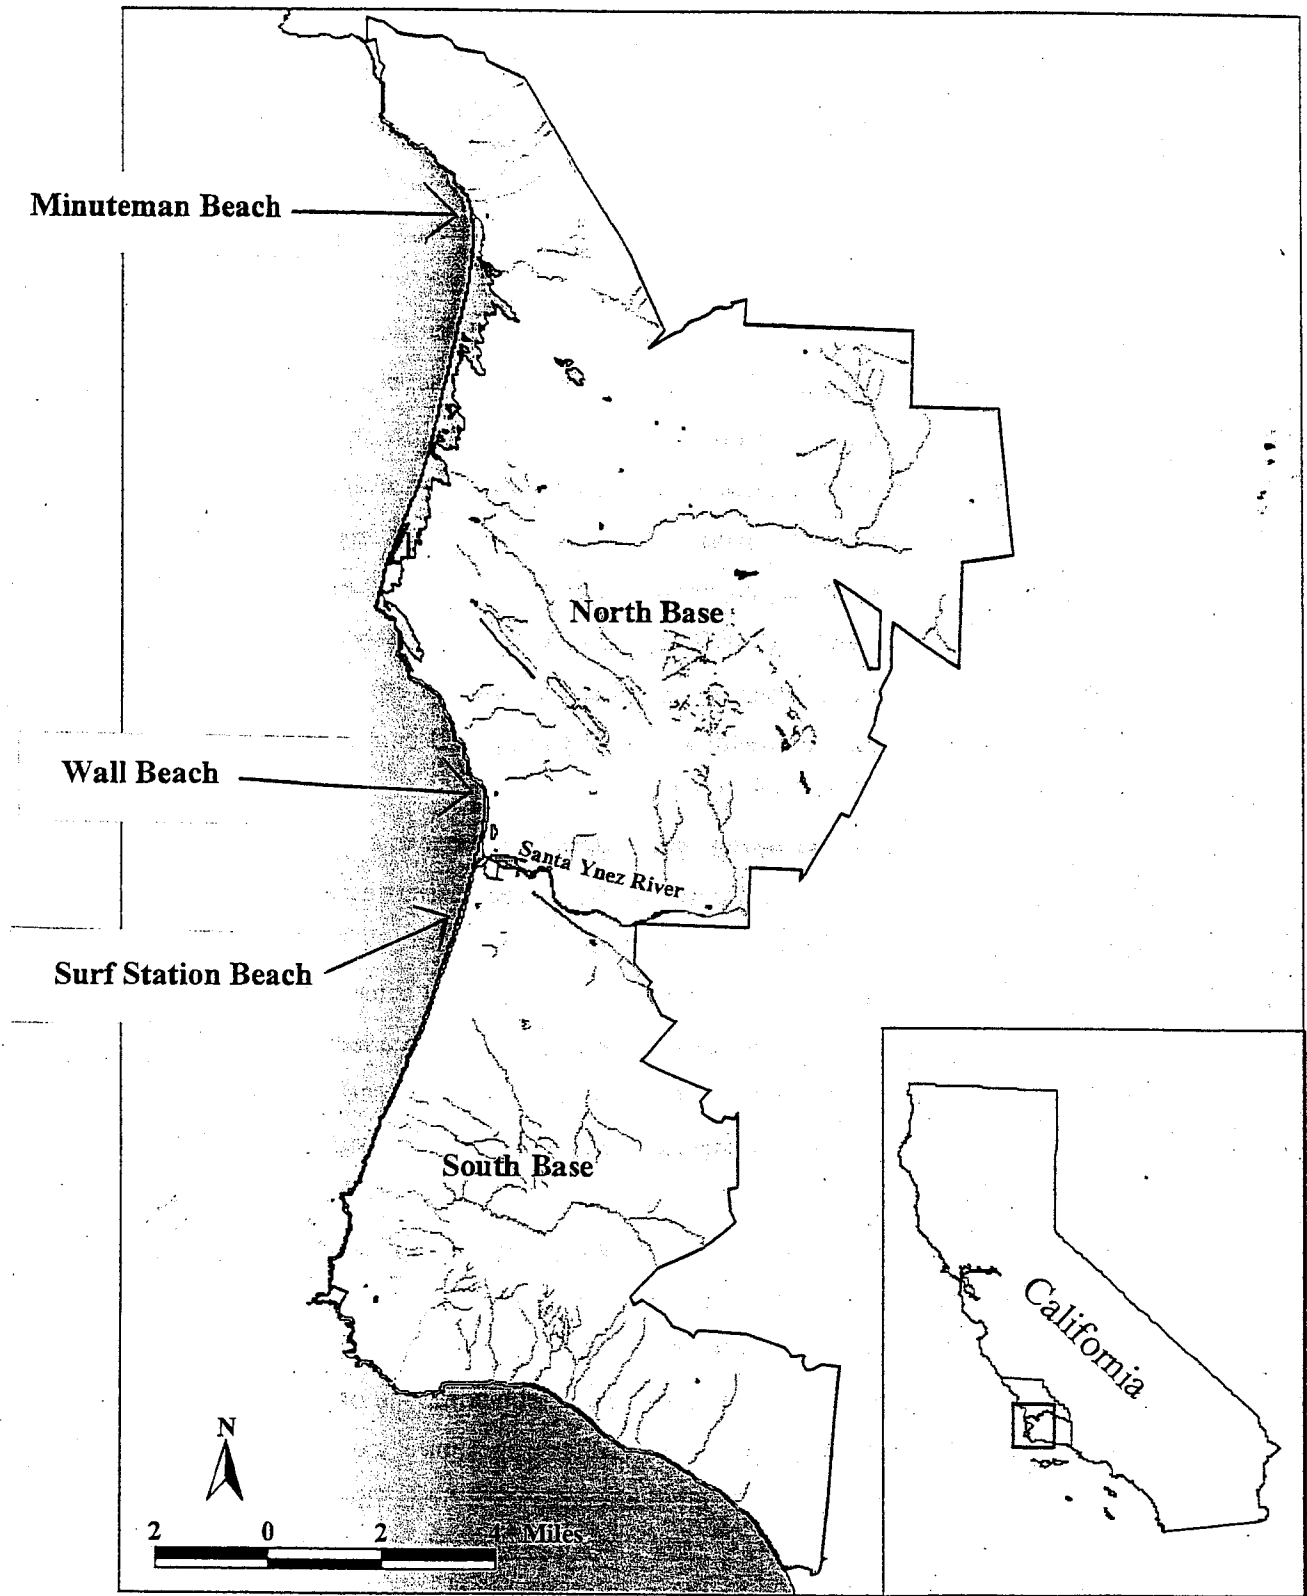 Minuteman Beach
North Base
Wall Beach
Santa Ynez River
Surf Station Beach
South Base
California
N
2 0 2 4 Miles